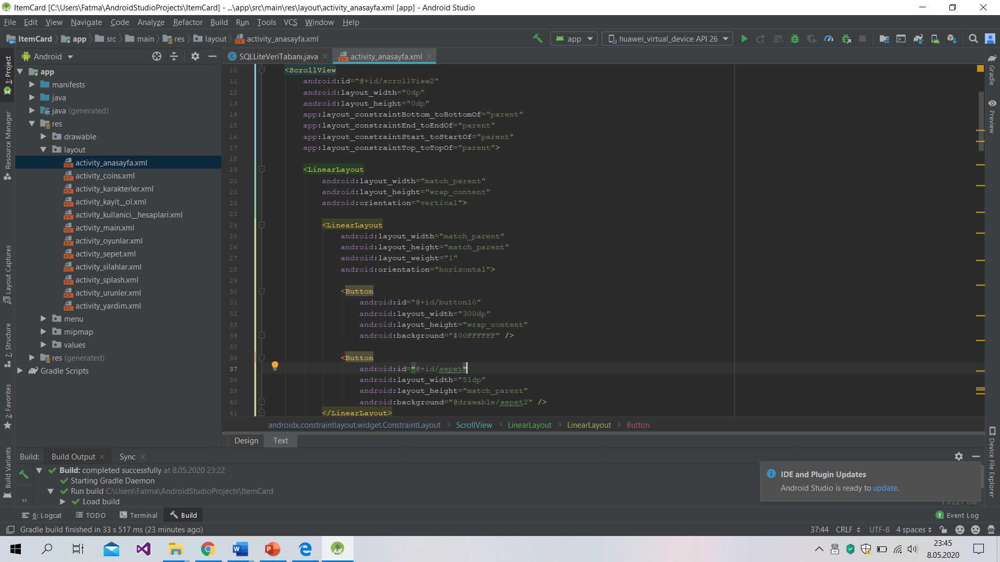 ItemCard [C:\Users\Fatma\AndroidStudioProjects\ItemCard] - ...\app\src\main\res\layout\activity_anasayfa.xml [app] - Android Studio
File Edit View Navigate Code Analyze Refactor Build Run Tools VCS Window Help
ItemCard app src main res layout activity_anasayfa.xml app huawei_virtual_device API 26
Android SQLLiteVeriTabanı.java activity_anasayfa.xml
1: Project
Resource Manager
Layout Captures
7: Structure
2: Favorites
Build Variants
app
manifests
java
java (generated)
res
drawable
layout
activity_anasayfa.xml
activity_coins.xml
activity_karakterler.xml
activity_kayit__ol.xml
activity_kullanici__hesaplari.xml
activity_main.xml
activity_oyunlar.xml
activity_sepet.xml
activity_silahlar.xml
activity_splash.xml
activity_urunler.xml
activity_yardim.xml
menu
mipmap
values
res (generated)
Gradle Scripts
10 <ScrollView
11 android:id="@+id/scrollView2"
12 android:layout_width="0dp"
13 android:layout_height="0dp"
14 app:layout_constraintBottom_toBottomOf="parent"
15 app:layout_constraintEnd_toEndOf="parent"
16 app:layout_constraintStart_toStartOf="parent"
17 app:layout_constraintTop_toTopOf="parent">
18
19 <LinearLayout
20 android:layout_width="match_parent"
21 android:layout_height="wrap_content"
22 android:orientation="vertical">
23
24 <LinearLayout
25 android:layout_width="match_parent"
26 android:layout_height="match_parent"
27 android:layout_weight="1"
28 android:orientation="horizontal">
29
30 <Button
31 android:id="@+id/button10"
32 android:layout_width="300dp"
33 android:layout_height="wrap_content"
34 android:background="#00FFFFFF" />
35
36 <Button
37 android:id="@+id/sepet"
38 android:layout_width="51dp"
39 android:layout_height="match_parent"
40 android:background="@drawable/sepet2" />
41 </LinearLayout>
androidx.constraintlayout.widget.ConstraintLayout ScrollView LinearLayout LinearLayout Button
Design Text
Gradle
Preview
Device File Explorer
Build: Build Output Sync
Build: completed successfully at 8.05.2020 23:22
Starting Gradle Daemon
Run build C:\Users\Fatma\AndroidStudioProjects\ItemCard
Load build
IDE and Plugin Updates
Android Studio is ready to update.
6: Logcat TODO Terminal Build 1 Event Log
Gradle build finished in 33 s 517 ms (23 minutes ago) 37:44 CRLF UTF-8 4 spaces
23:45
8.05.2020